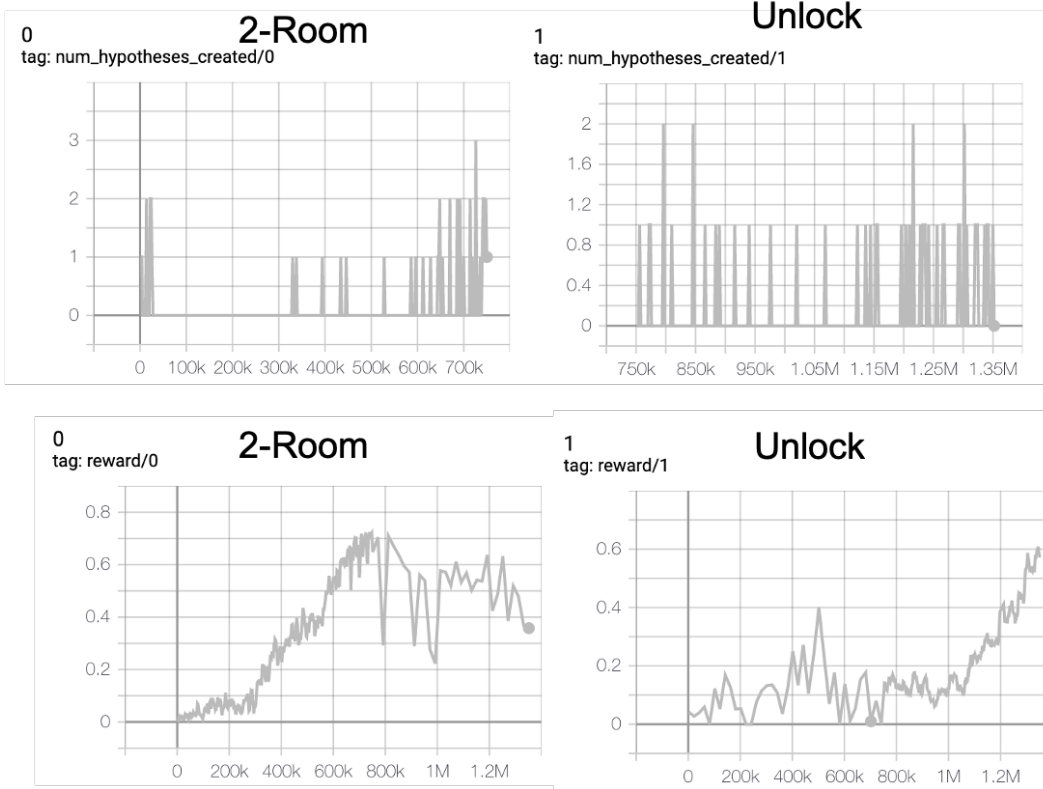 2-Room
0
tag: num_hypotheses_created/0
3
2
1
0
0 100k 200k 300k 400k 500k 600k 700k
Unlock
1
tag: num_hypotheses_created/1
2
1.6
1.2
0.8
0.4
0
750k 850k 950k 1.05M 1.15M 1.25M 1.35M
2-Room
0
tag: reward/0
0.8
0.6
0.4
0.2
0
0 200k 400k 600k 800k 1M 1.2M
Unlock
1
tag: reward/1
0.6
0.4
0.2
0
0 200k 400k 600k 800k 1M 1.2M